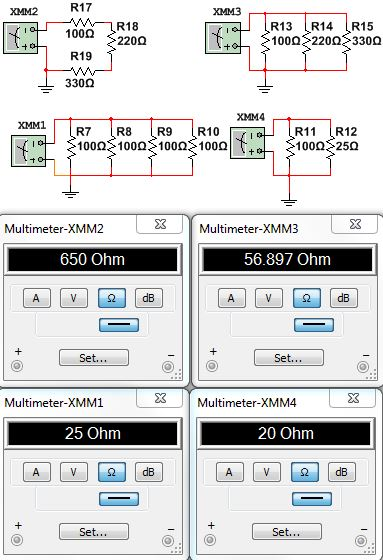 XMM2
R17
100Ω
R18
220Ω
R19
330Ω
XMM3
R13
100Ω
R14
220Ω
R15
330Ω
XMM1
R7
100Ω
R8
100Ω
R9
100Ω
R10
100Ω
XMM4
R11
100Ω
R12
25Ω
Multimeter-XMM2
650 Ohm
A V Ω dB
+ Set... −
Multimeter-XMM3
56.897 Ohm
A V Ω dB
+ Set... −
Multimeter-XMM1
25 Ohm
A V Ω dB
+ Set... −
Multimeter-XMM4
20 Ohm
A V Ω dB
+ Set... −